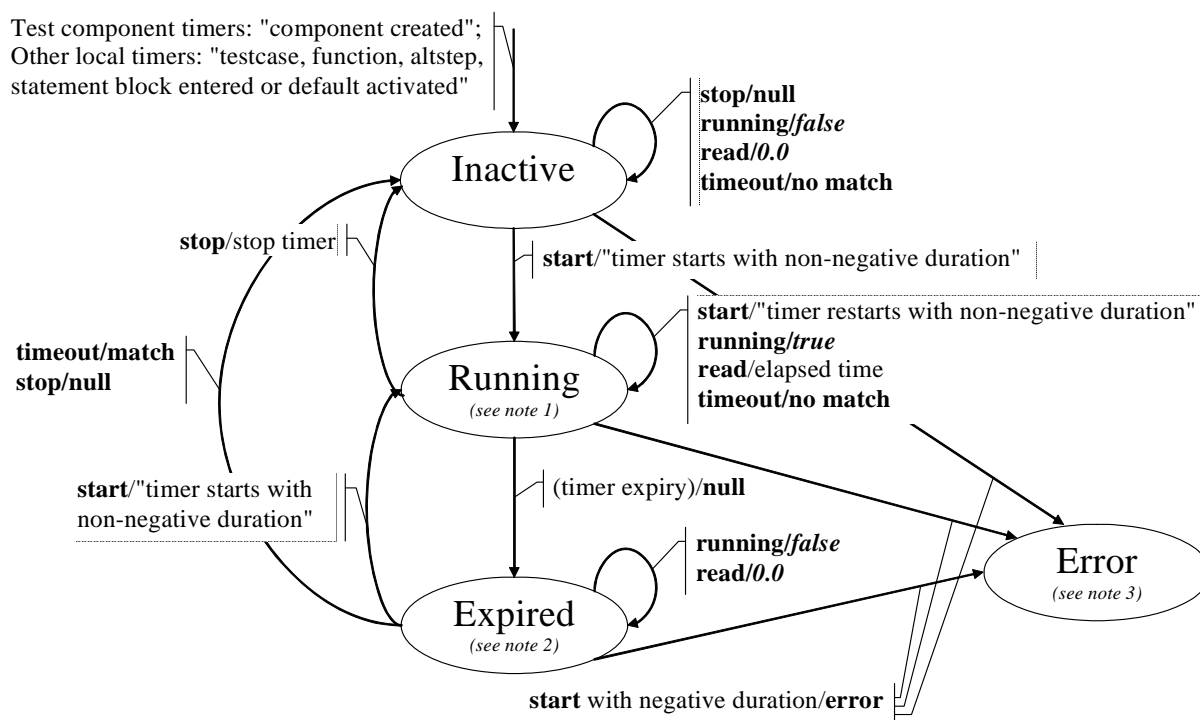 Test component timers: "component created";
Other local timers: "testcase, function, altstep,
statement block entered or default activated"
stop/null
running/false
read/0.0
timeout/no match
Inactive
stop/stop timer
start/"timer starts with non-negative duration"
start/"timer restarts with non-negative duration"
running/true
read/elapsed time
timeout/no match
timeout/match
stop/null
Running
(see note 1)
start/"timer starts with
non-negative duration"
(timer expiry)/null
running/false
read/0.0
Error
(see note 3)
Expired
(see note 2)
start with negative duration/error